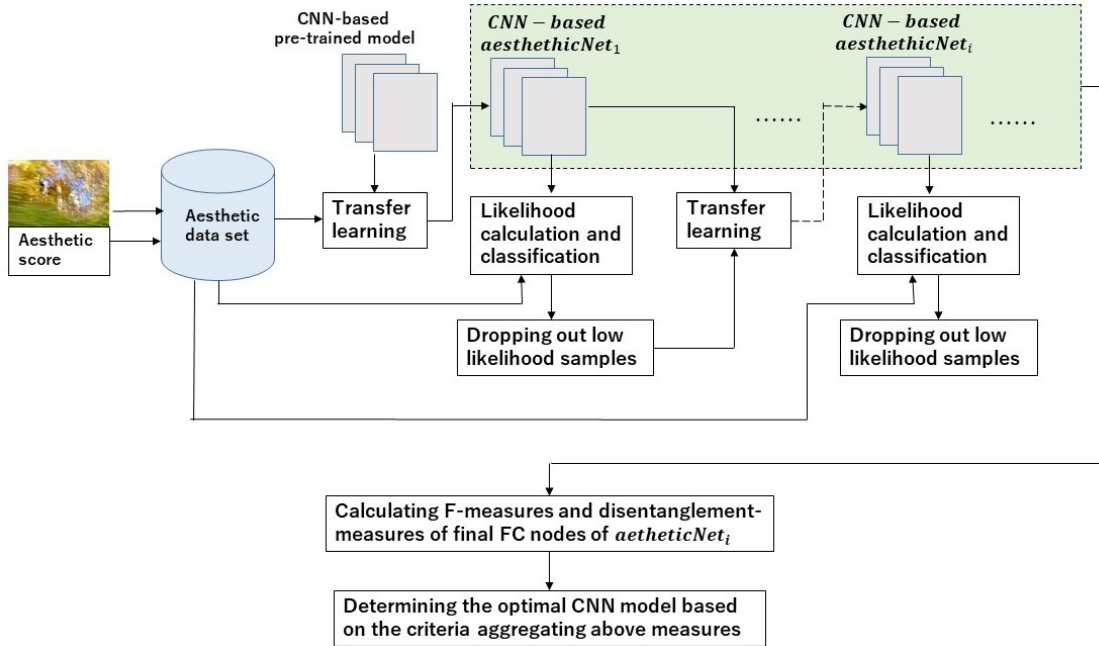 CNN-based
pre-trained model
CNN – based
aesthethicNet₁
CNN – based
aesthethicNetᵢ
......
......
Aesthetic
score
Aesthetic
data set
Transfer
learning
Likelihood
calculation and
classification
Transfer
learning
Likelihood
calculation and
classification
Dropping out low
likelihood samples
Dropping out low
likelihood samples
Calculating F-measures and disentanglement-
measures of final FC nodes of aetheticNetᵢ
Determining the optimal CNN model based
on the criteria aggregating above measures